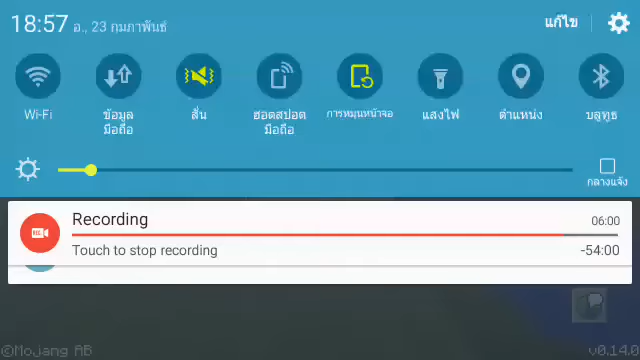 18:57 อ., 23 กุมภาพันธ์
แก้ไข
Wi-Fi
ข้อมูล
มือถือ
สั่น
ฮอตสปอต
มือถือ
การหมุนหน้าจอ
แสงไฟ
ตำแหน่ง
บลูทูธ
กลางแจ้ง
REC
Recording
06:00
Touch to stop recording
-54:00
©Mojang AB
v0.14.0